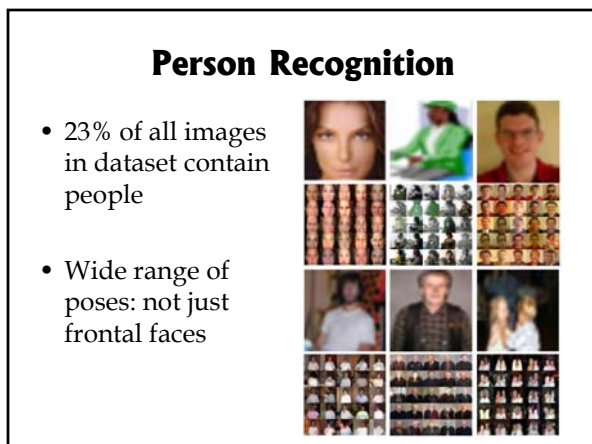 Person Recognition
• 23% of all images
in dataset contain
people
• Wide range of
poses: not just
frontal faces